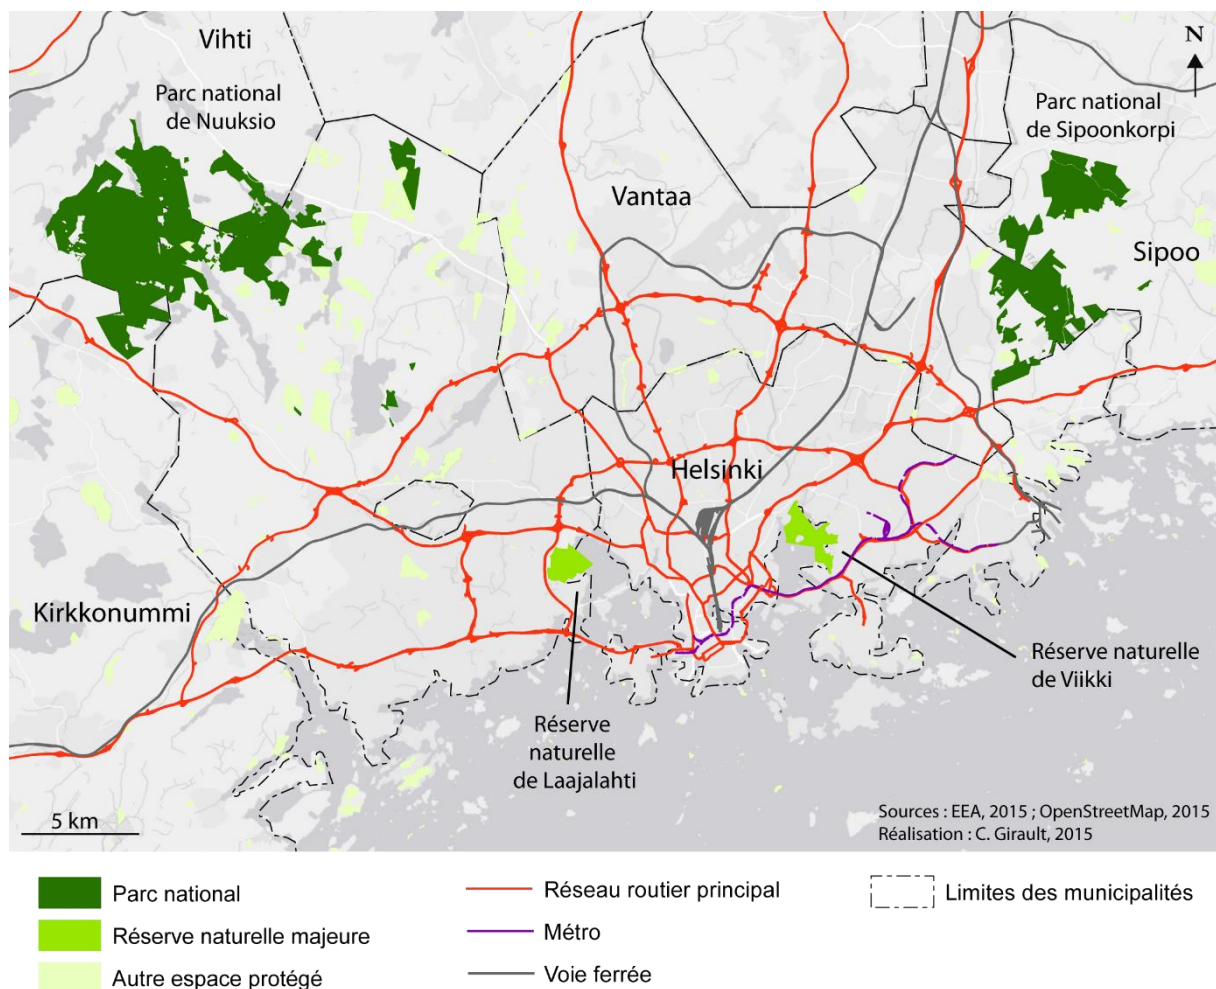 Vihti
Parc national
de Nuuksio
N
Parc national
de Sipoonkorpi
Vantaa
Sipoo
Helsinki
Kirkkonummi
Réserve naturelle
de Viikki
Réserve
naturelle
de Laajalahti
5 km
Sources : EEA, 2015 ; OpenStreetMap, 2015
Réalisation : C. Girault, 2015
Parc national
Réserve naturelle majeure
Autre espace protégé
Réseau routier principal
Métro
Voie ferrée
Limites des municipalités